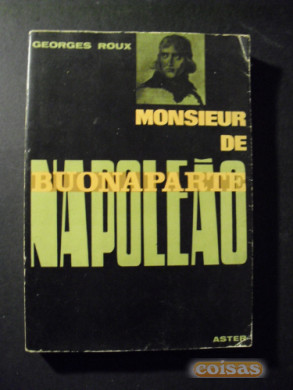 GEORGES ROUX
MONSIEUR
DE
BUONAPARTE
NAPOLEÃO
ASTER
coisas